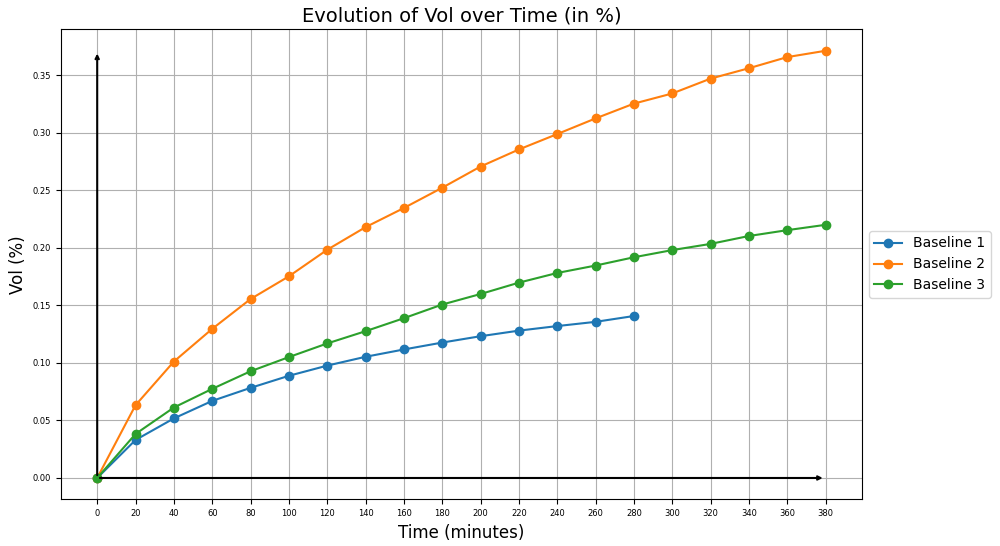 Evolution of Vol over Time (in %)
Vol (%)
0.35
0.30
0.25
0.20
0.15
0.10
0.05
0.00
0 20 40 60 80 100 120 140 160 180 200 220 240 260 280 300 320 340 360 380
Time (minutes)
Baseline 1
Baseline 2
Baseline 3